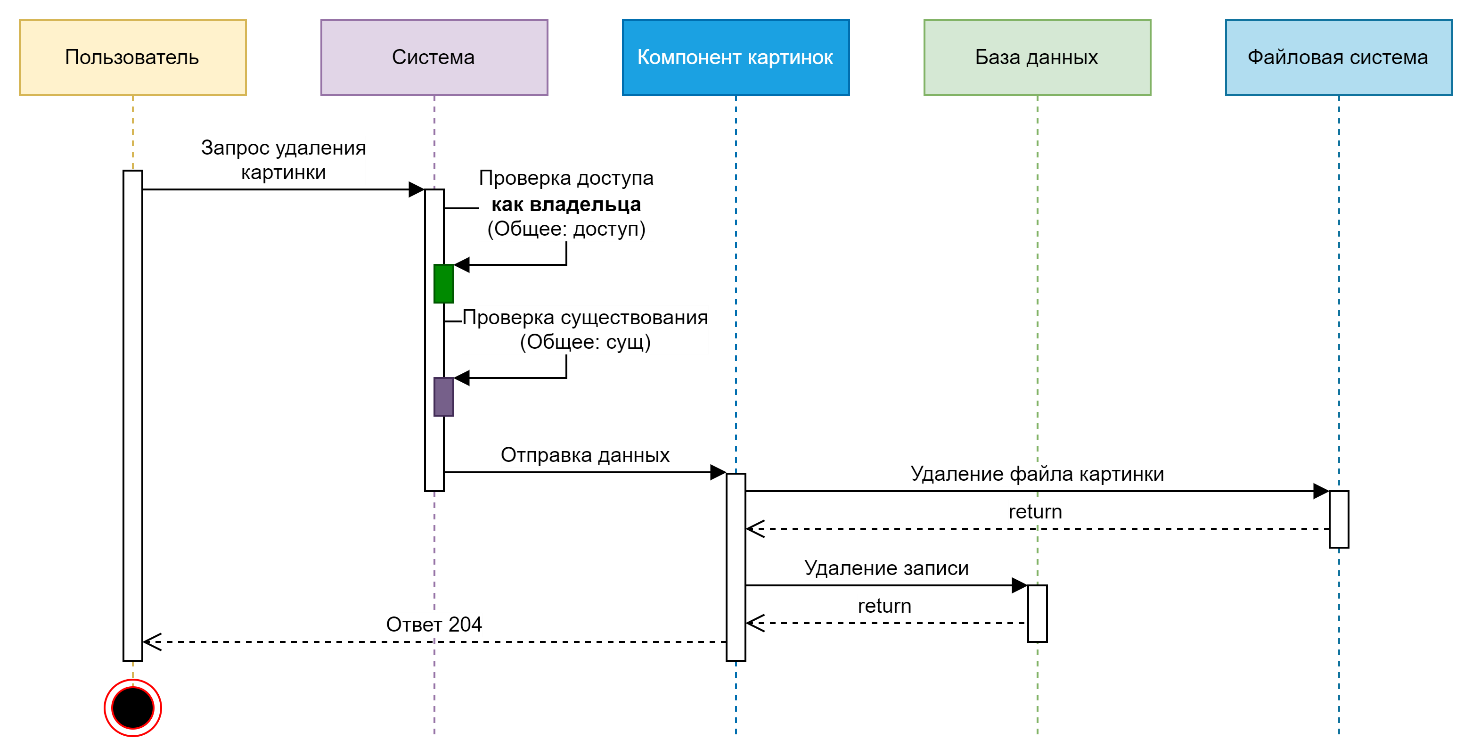 Пользователь
Система
Компонент картинок
База данных
Файловая система
Запрос удаления
картинки
Проверка доступа
как владельца
(Общее: доступ)
Проверка существования
(Общее: сущ)
Отправка данных
Удаление файла картинки
return
Удаление записи
return
Ответ 204